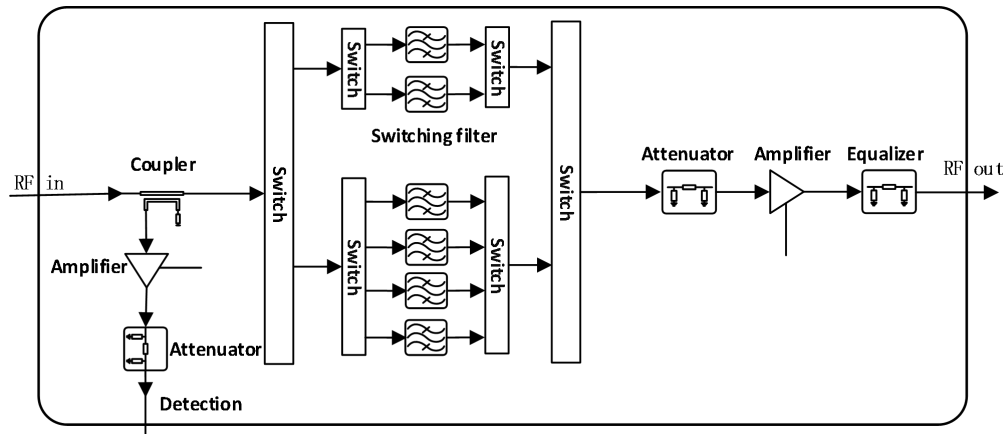 Switch
Switch
Switching filter
Coupler
RF in
Switch
Switch
Attenuator
Amplifier
Equalizer
RF out
Amplifier
Switch
Switch
Attenuator
Detection